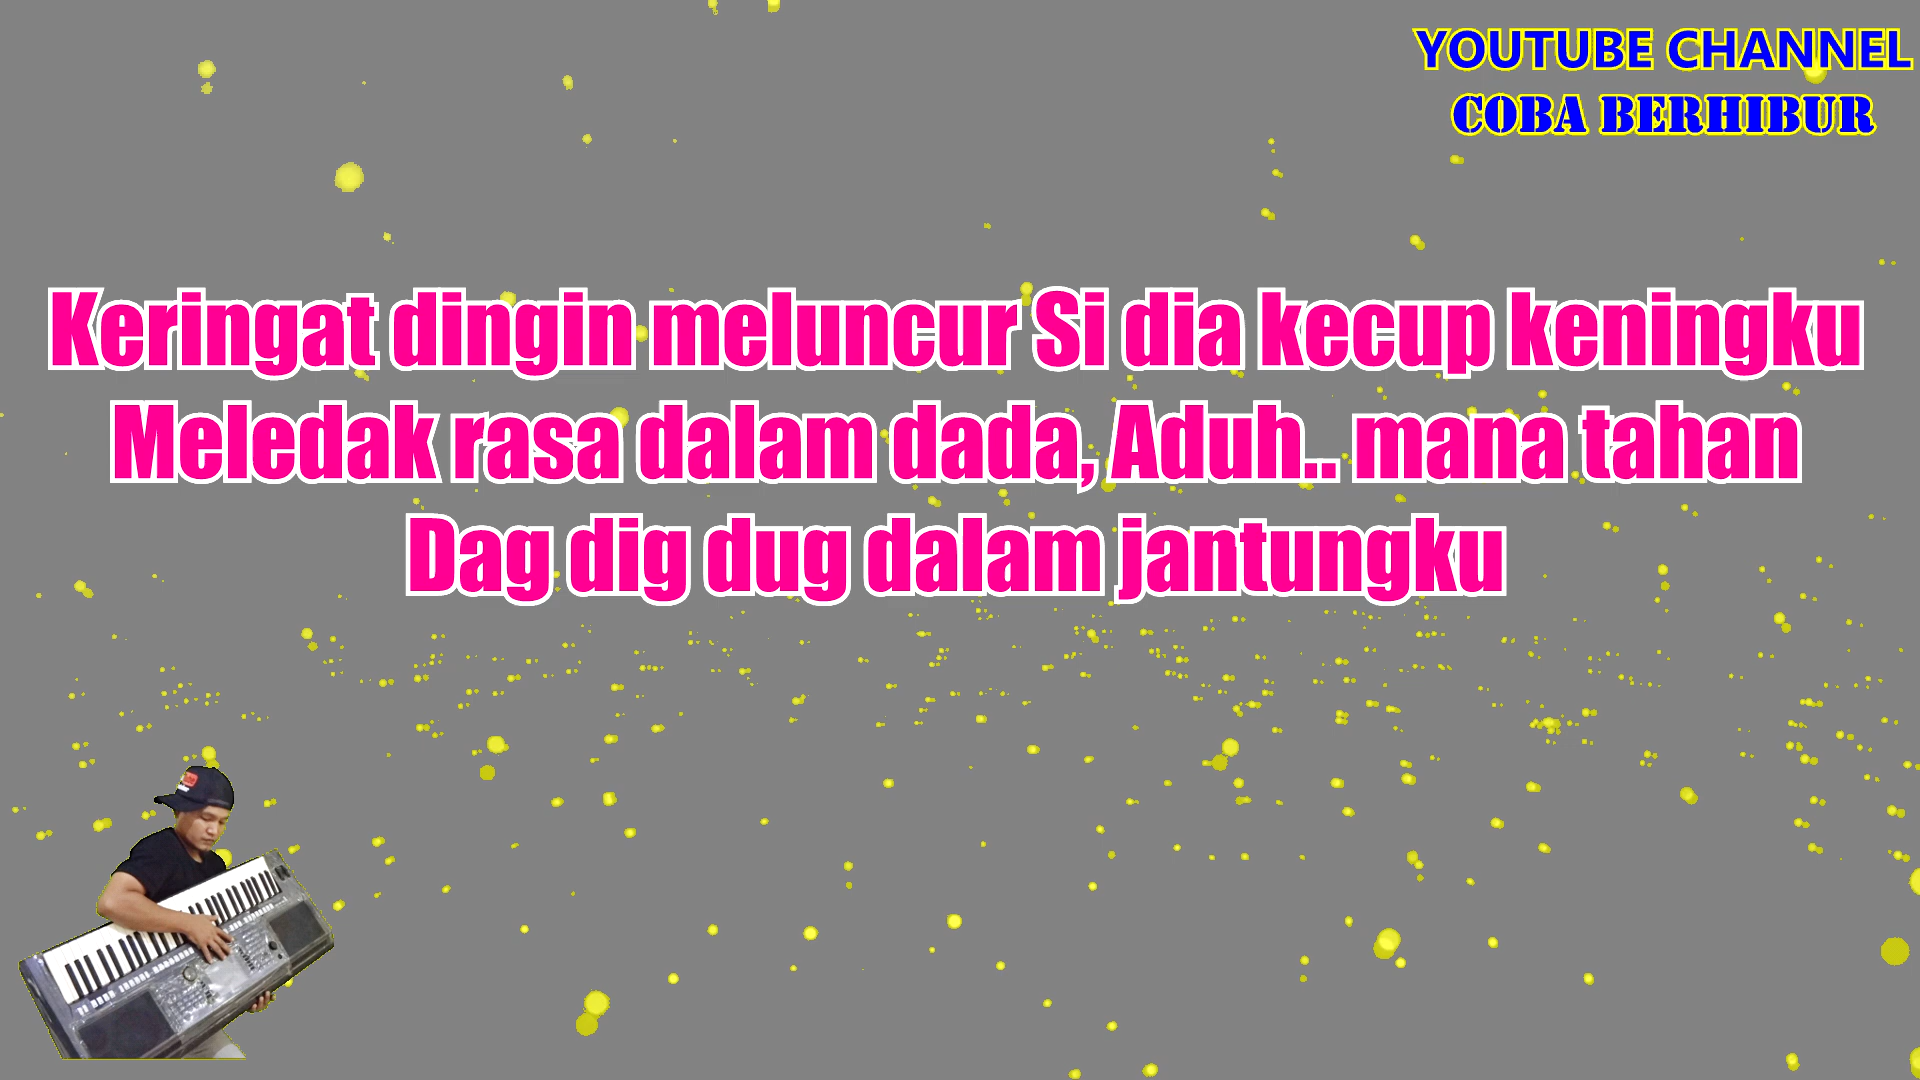 YOUTUBE CHANNEL
COBA BERHIBUR
Keringat dingin meluncur Si dia kecup keningku
Meledak rasa dalam dada, Aduh.. mana tahan
Dag dig dug dalam jantungku